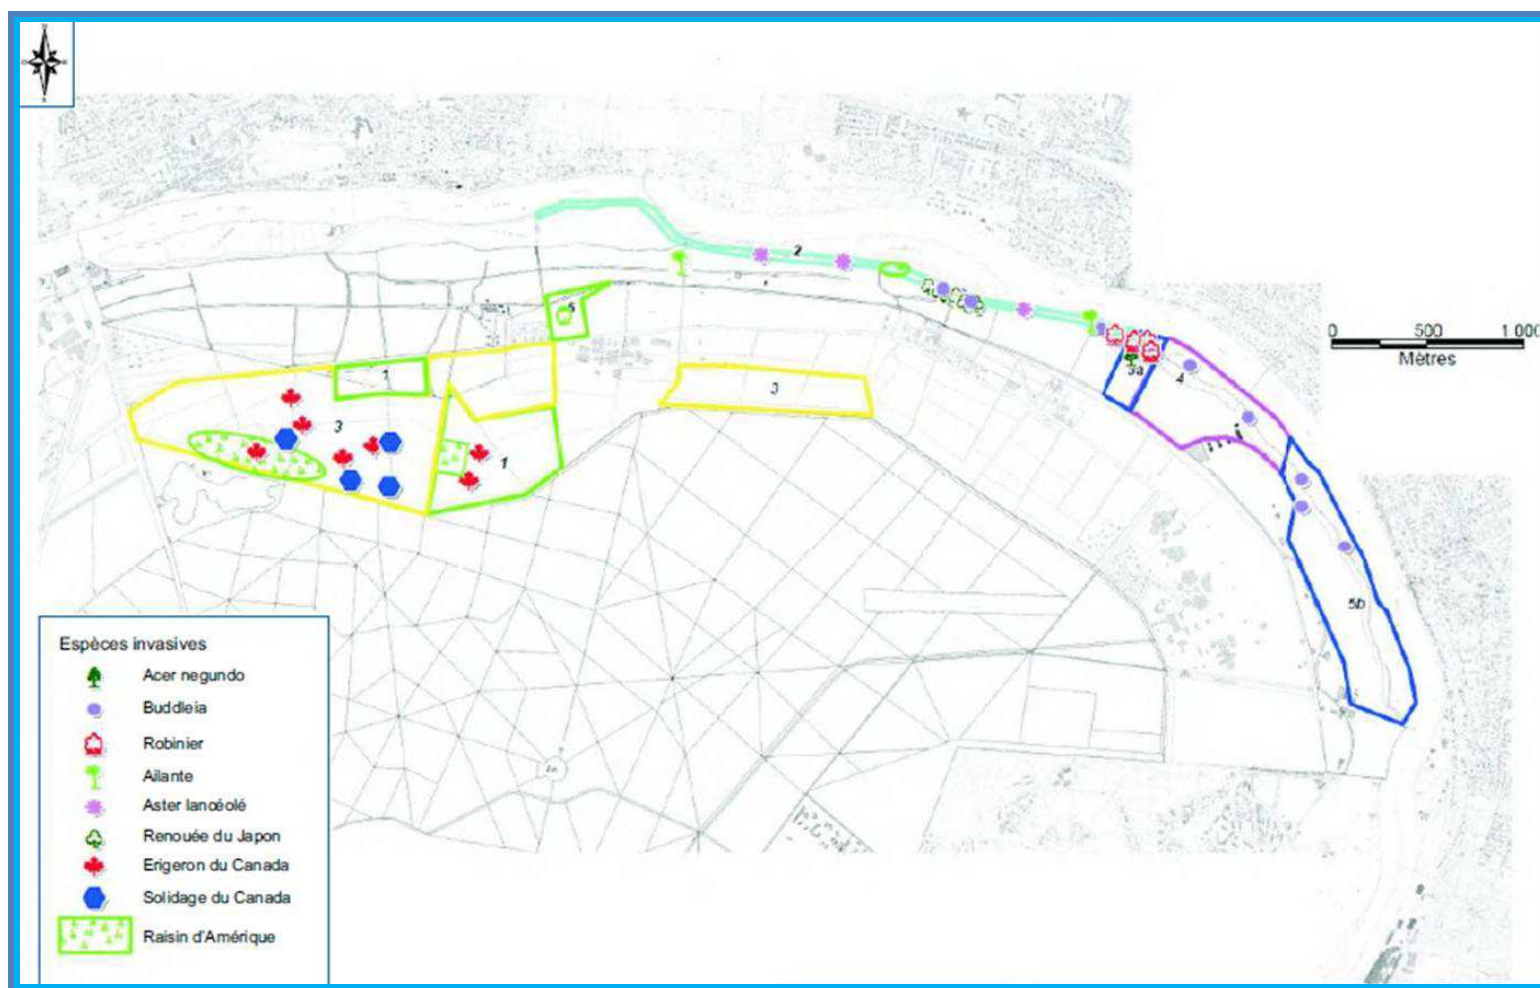 N
S
2
6
1
3
3
1
3a
4
5b
0 500 1 000
Mètres
Espèces invasives
Acer negundo
Buddleia
Robinier
Ailante
Aster lancéolé
Renouée du Japon
Erigeron du Canada
Solidage du Canada
Raisin d'Amérique